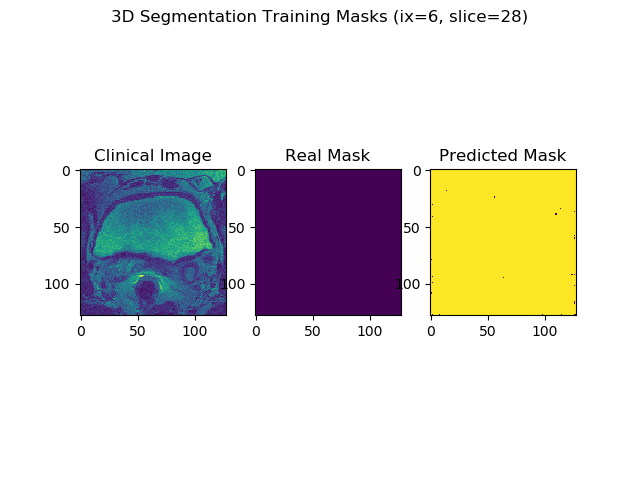 3D Segmentation Training Masks (ix=6, slice=28)
Clinical Image Real Mask Predicted Mask
0 0 0
50 50 50
100 100 100
0 50 100 0 50 100 0 50 100